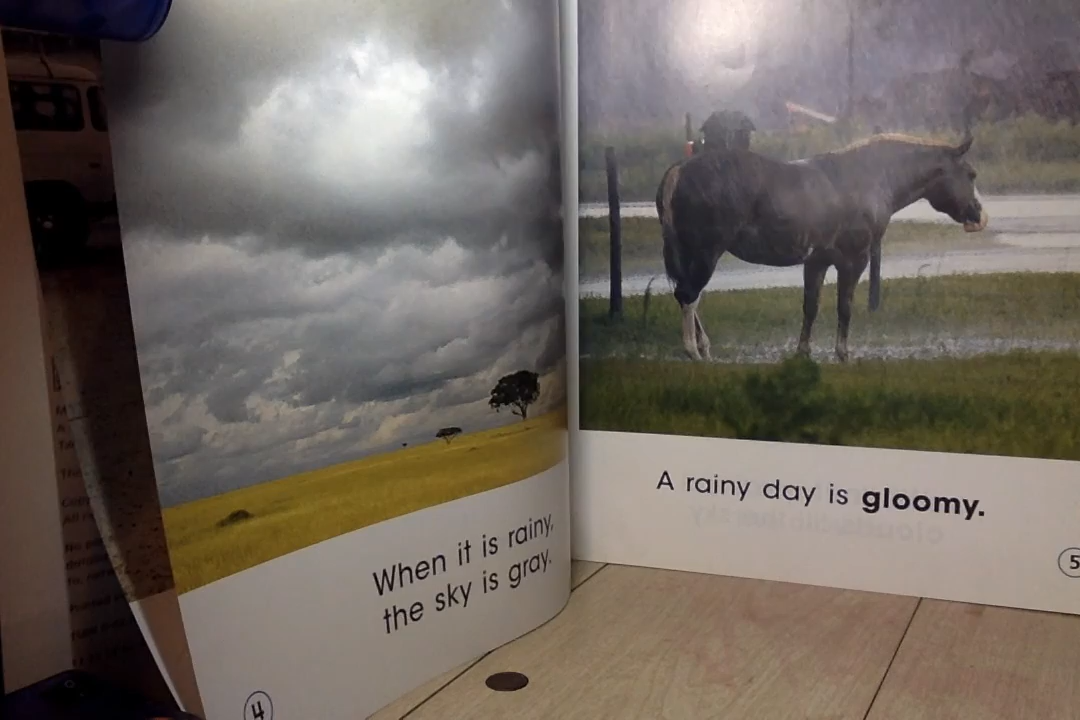 When it is rainy,
the sky is gray.
4
A rainy day is gloomy.
5